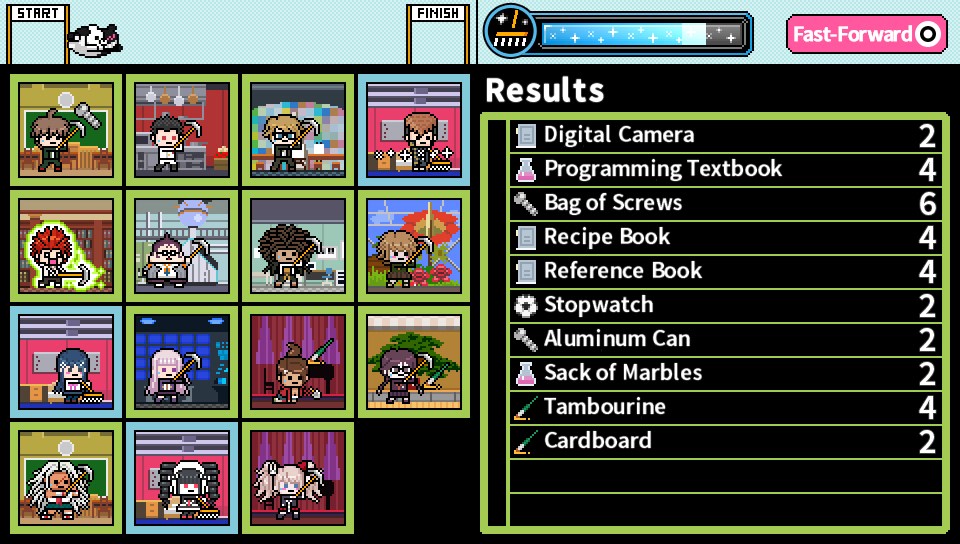 START
FINISH
Fast-Forward
Results
Digital Camera 2
Programming Textbook 4
Bag of Screws 6
Recipe Book 4
Reference Book 4
Stopwatch 2
Aluminum Can 2
Sack of Marbles 2
Tambourine 4
Cardboard 2